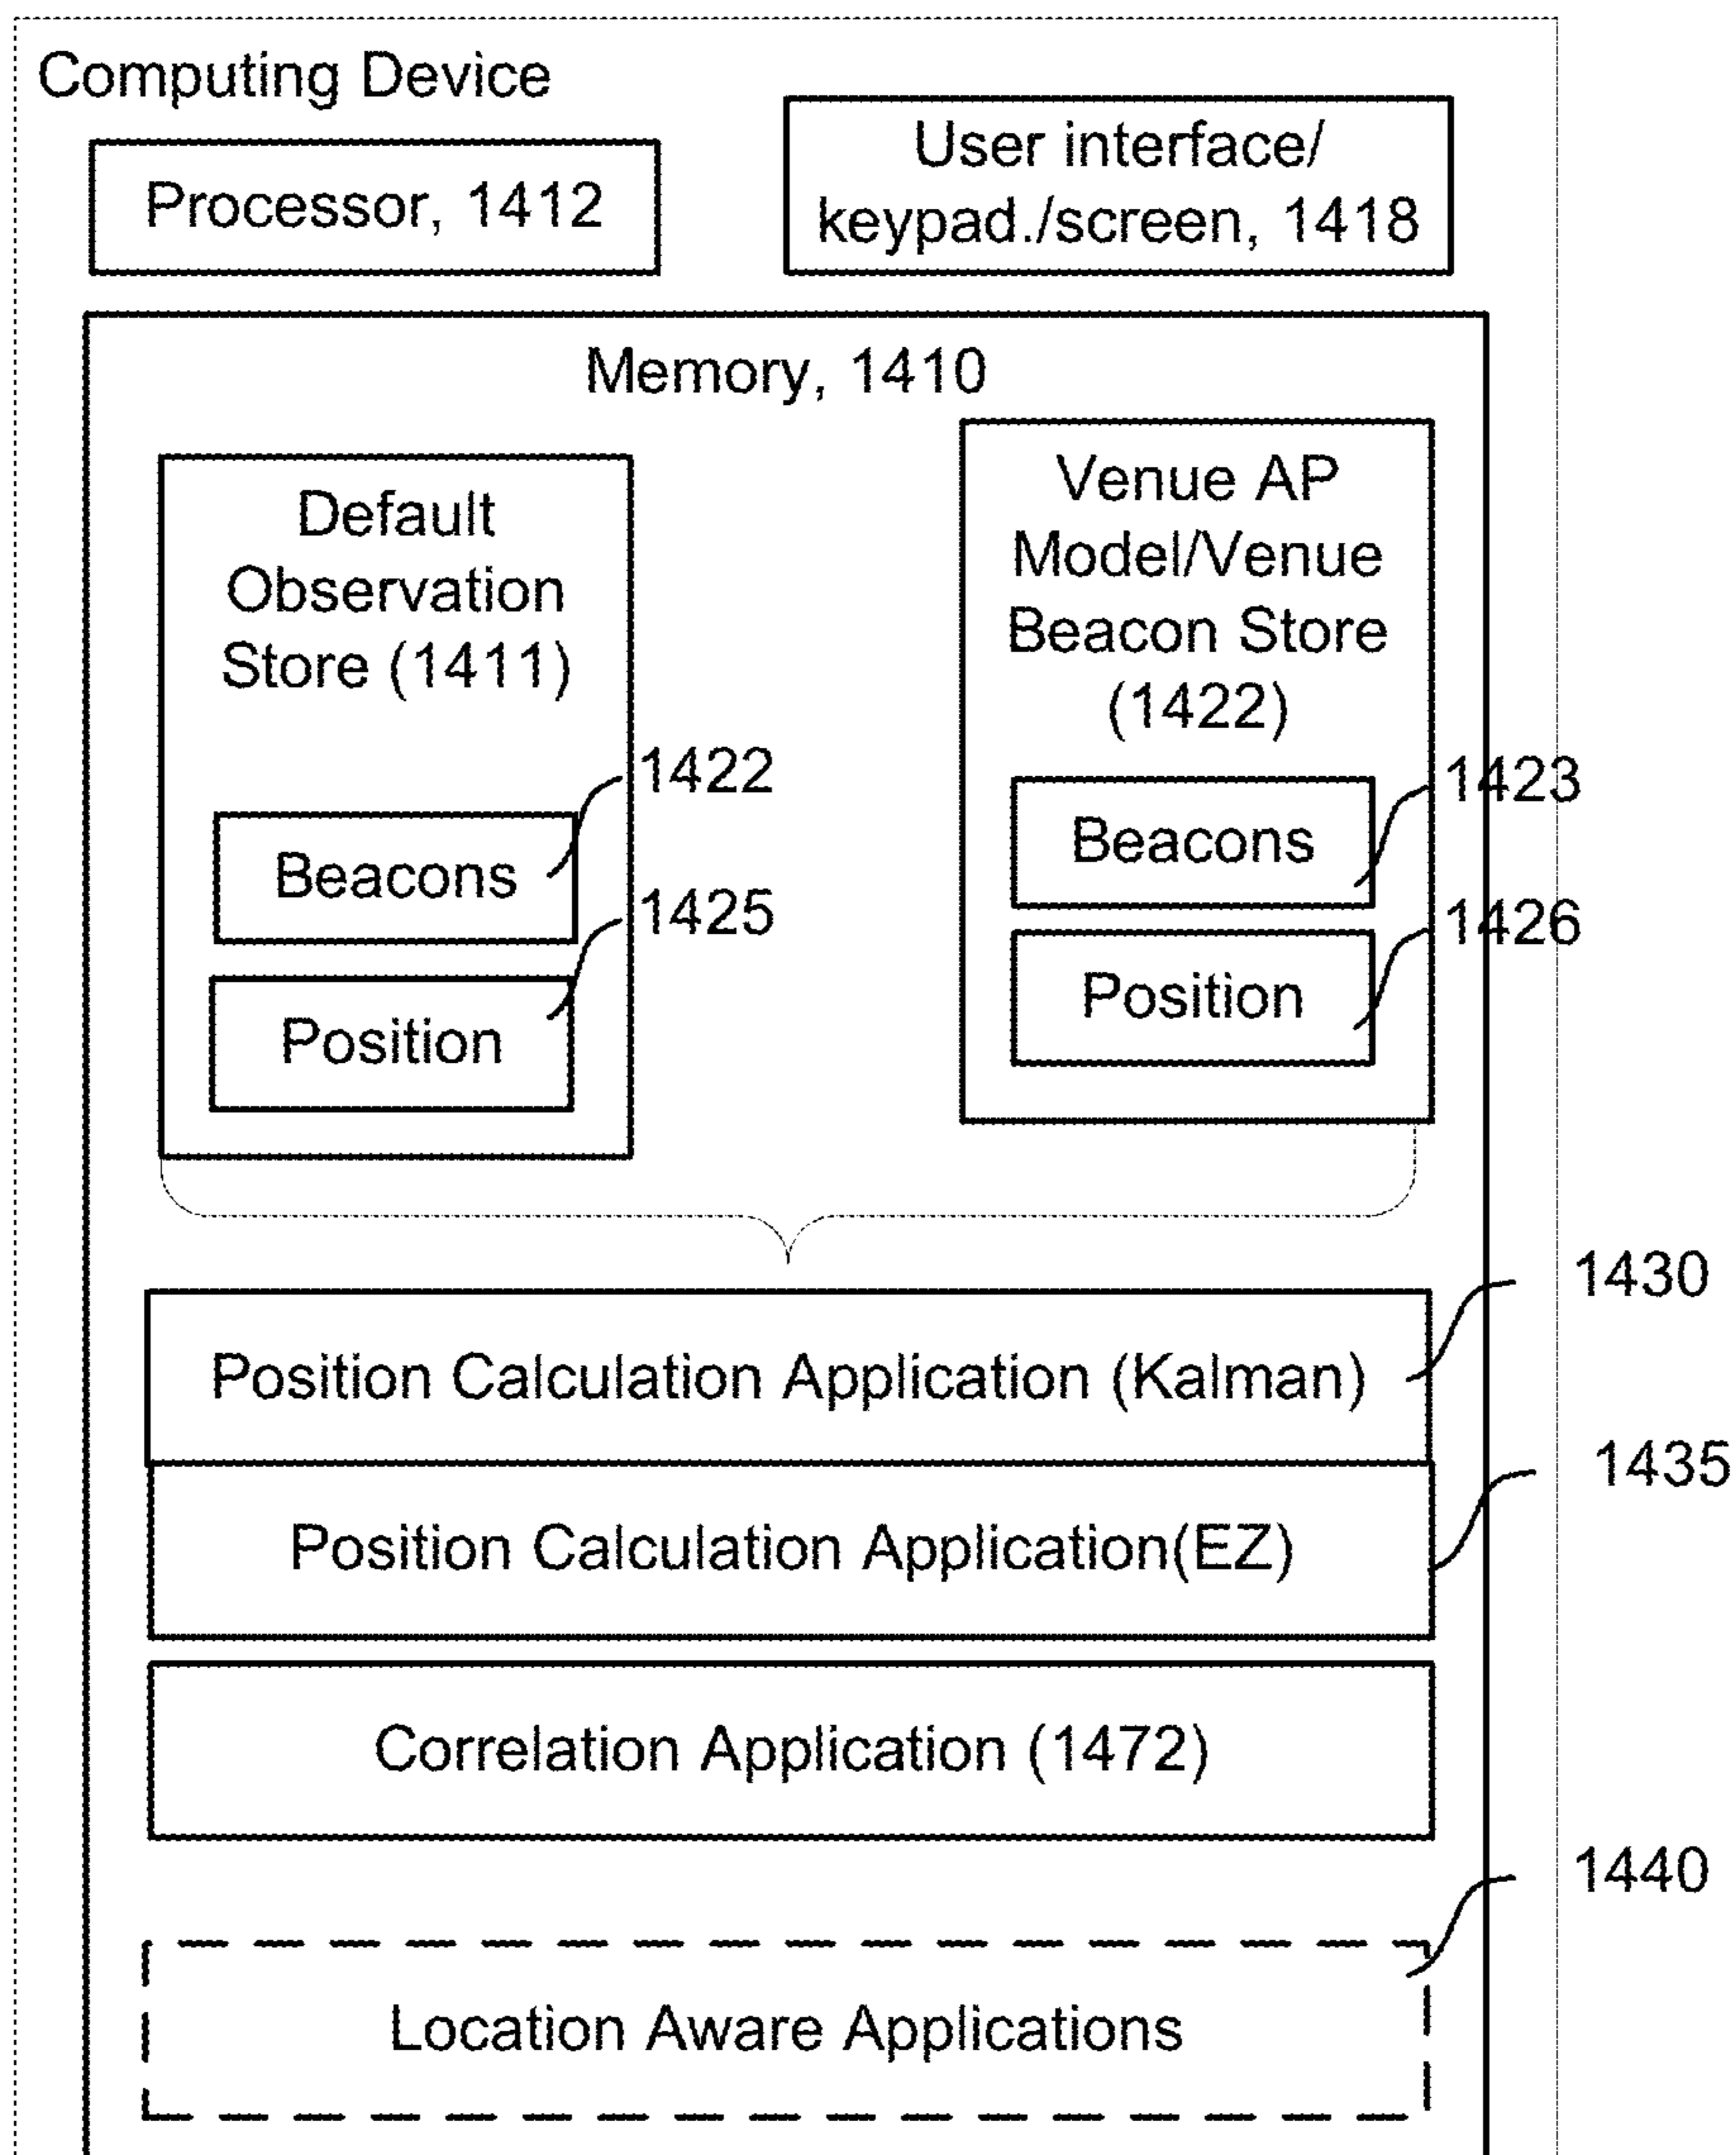 Computing Device
Processor, 1412
User interface/
keypad./screen, 1418
Memory, 1410
Default
Observation
Store (1411)
1422
Beacons
1425
Position
Venue AP
Model/Venue
Beacon Store
(1422)
1423
Beacons
1426
Position
1430
Position Calculation Application (Kalman)
1435
Position Calculation Application(EZ)
Correlation Application (1472)
1440
Location Aware Applications